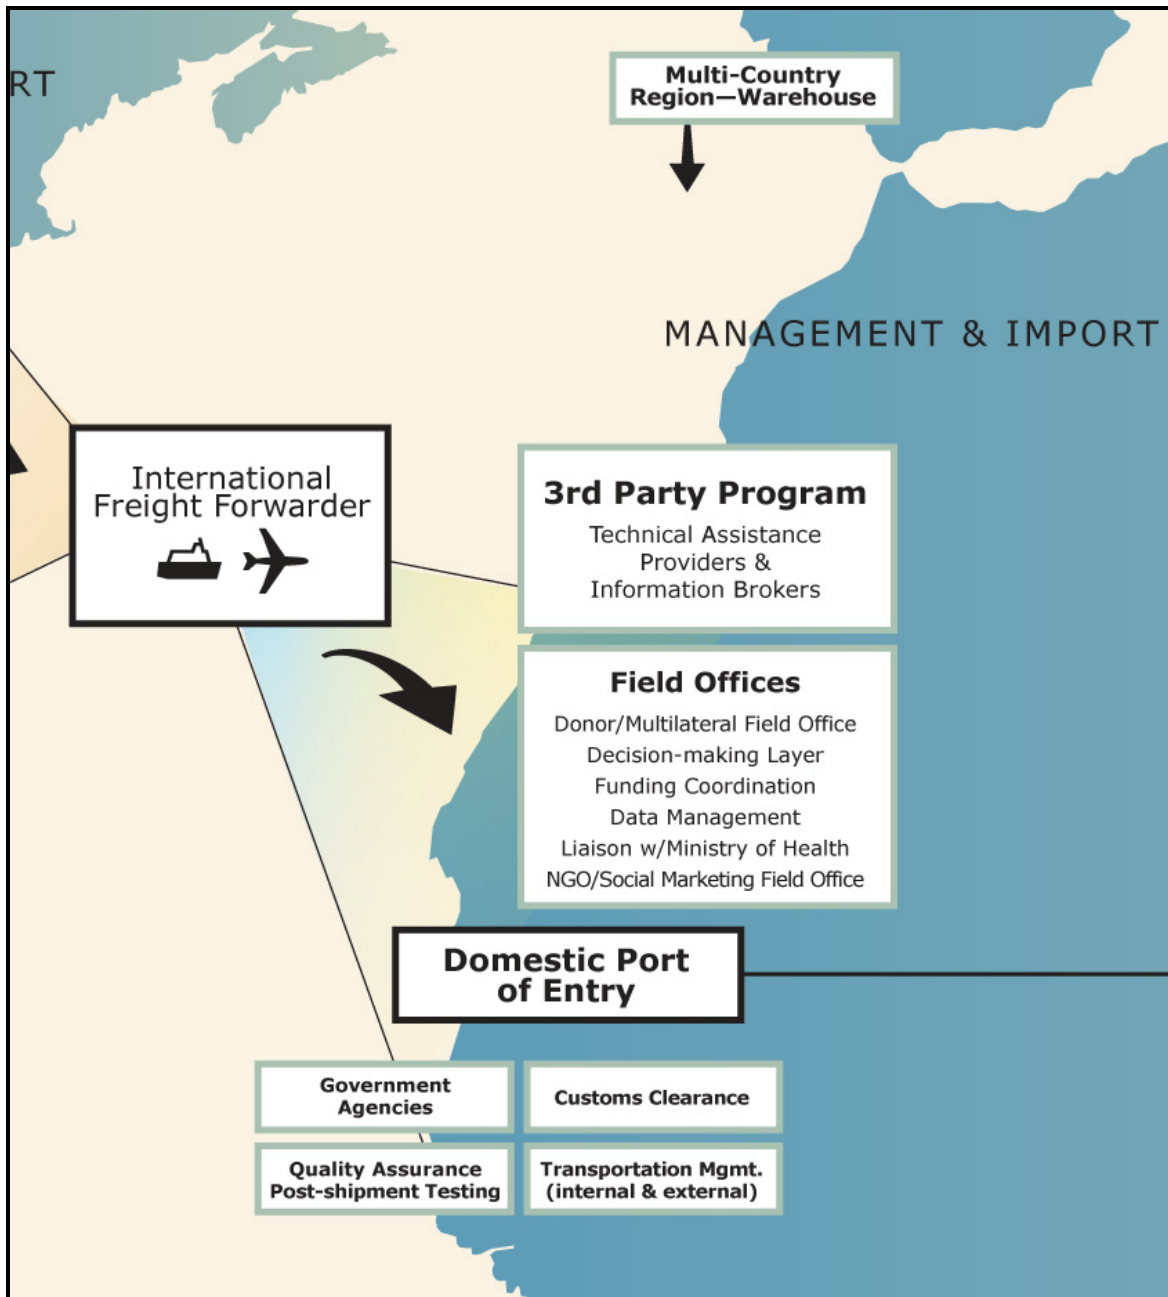 RT
Multi-Country
Region—Warehouse
MANAGEMENT & IMPORT
International
Freight Forwarder
3rd Party Program
Technical Assistance
Providers &
Information Brokers
Field Offices
Donor/Multilateral Field Office
Decision-making Layer
Funding Coordination
Data Management
Liaison w/Ministry of Health
NGO/Social Marketing Field Office
Domestic Port
of Entry
Government
Agencies
Customs Clearance
Quality Assurance
Post-shipment Testing
Transportation Mgmt.
(internal & external)